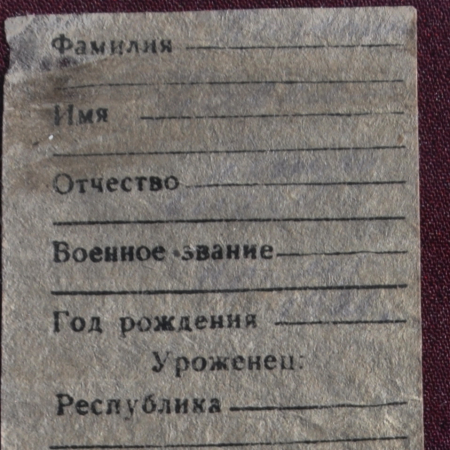 Фамилия
Имя
Отчество
Военное звание
Год рождения
Уроженец:
Республика